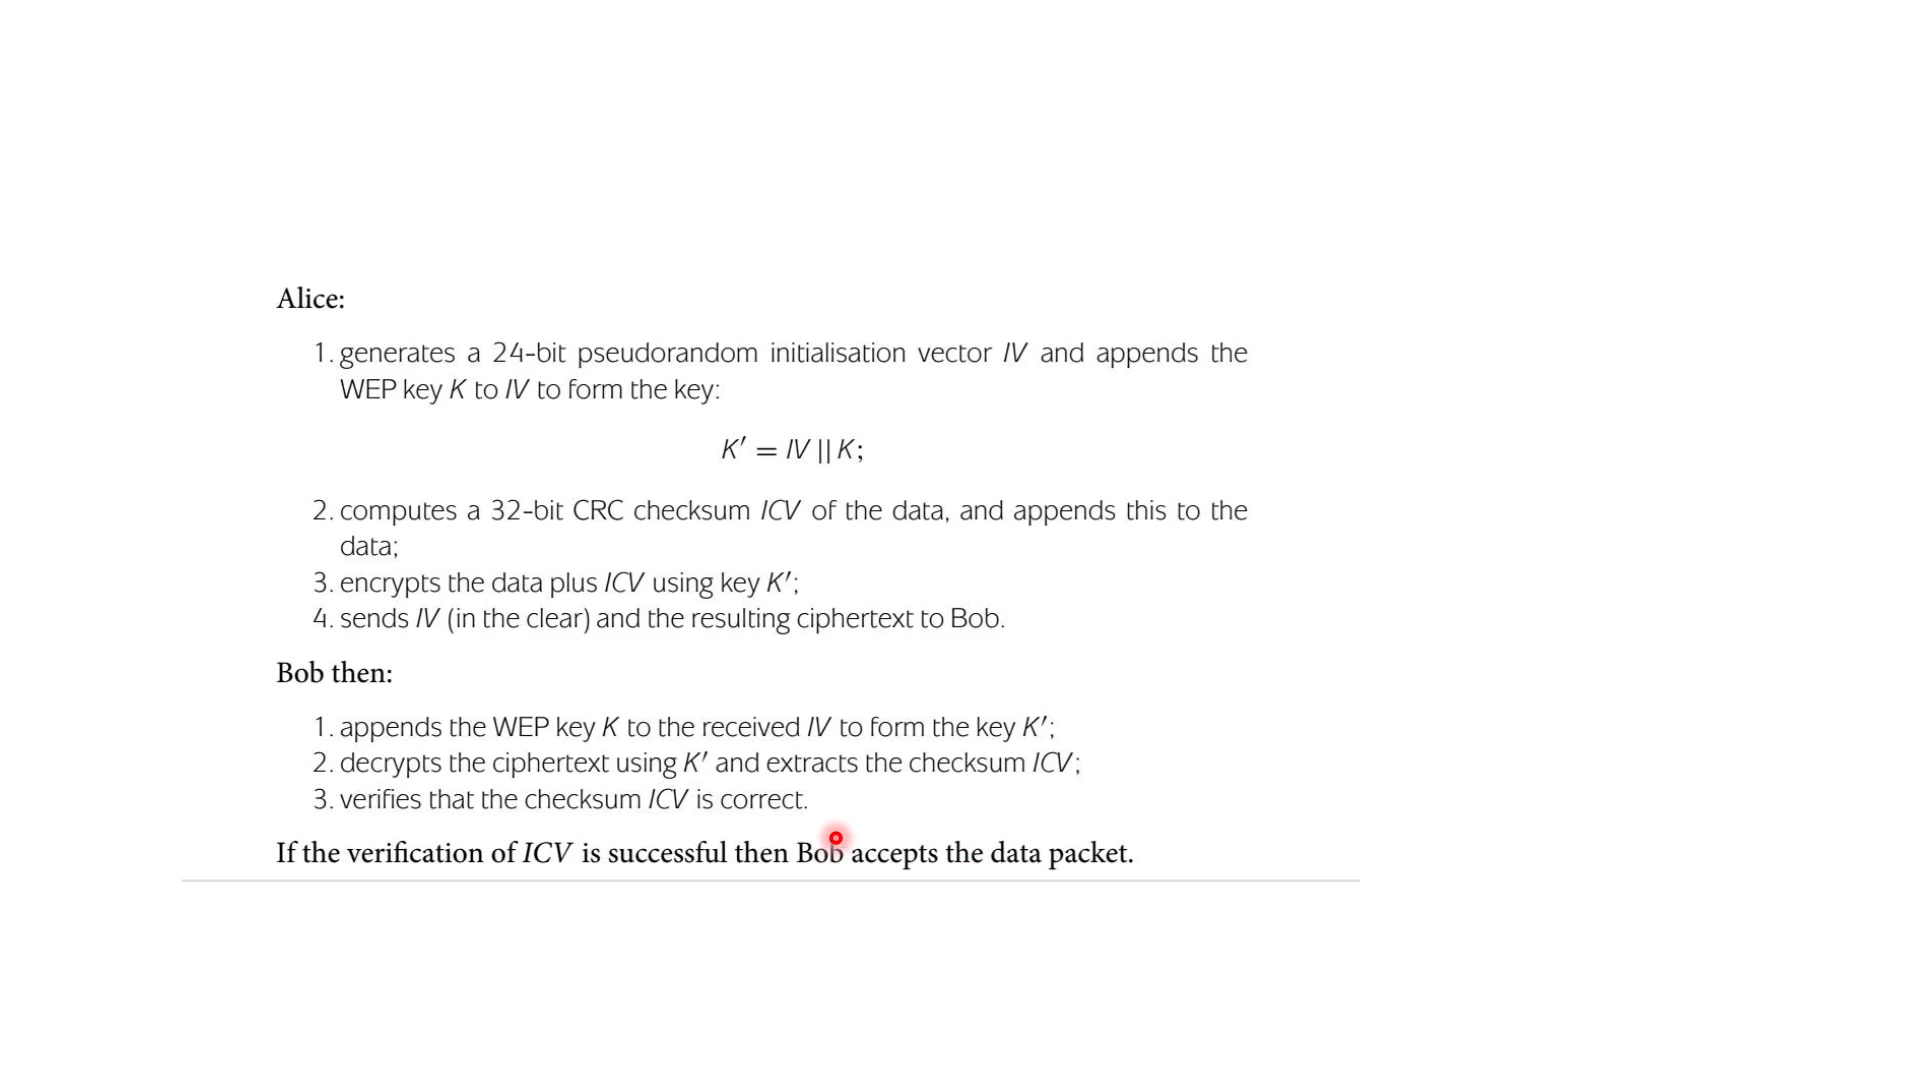 Alice:
1. generates a 24-bit pseudorandom initialisation vector IV and appends the
WEP key K to IV to form the key:
K′ = IV || K;
2. computes a 32-bit CRC checksum ICV of the data, and appends this to the
data;
3. encrypts the data plus ICV using key K′;
4. sends IV (in the clear) and the resulting ciphertext to Bob.
Bob then:
1. appends the WEP key K to the received IV to form the key K′;
2. decrypts the ciphertext using K′ and extracts the checksum ICV;
3. verifies that the checksum ICV is correct.
If the verification of ICV is successful then Bob accepts the data packet.